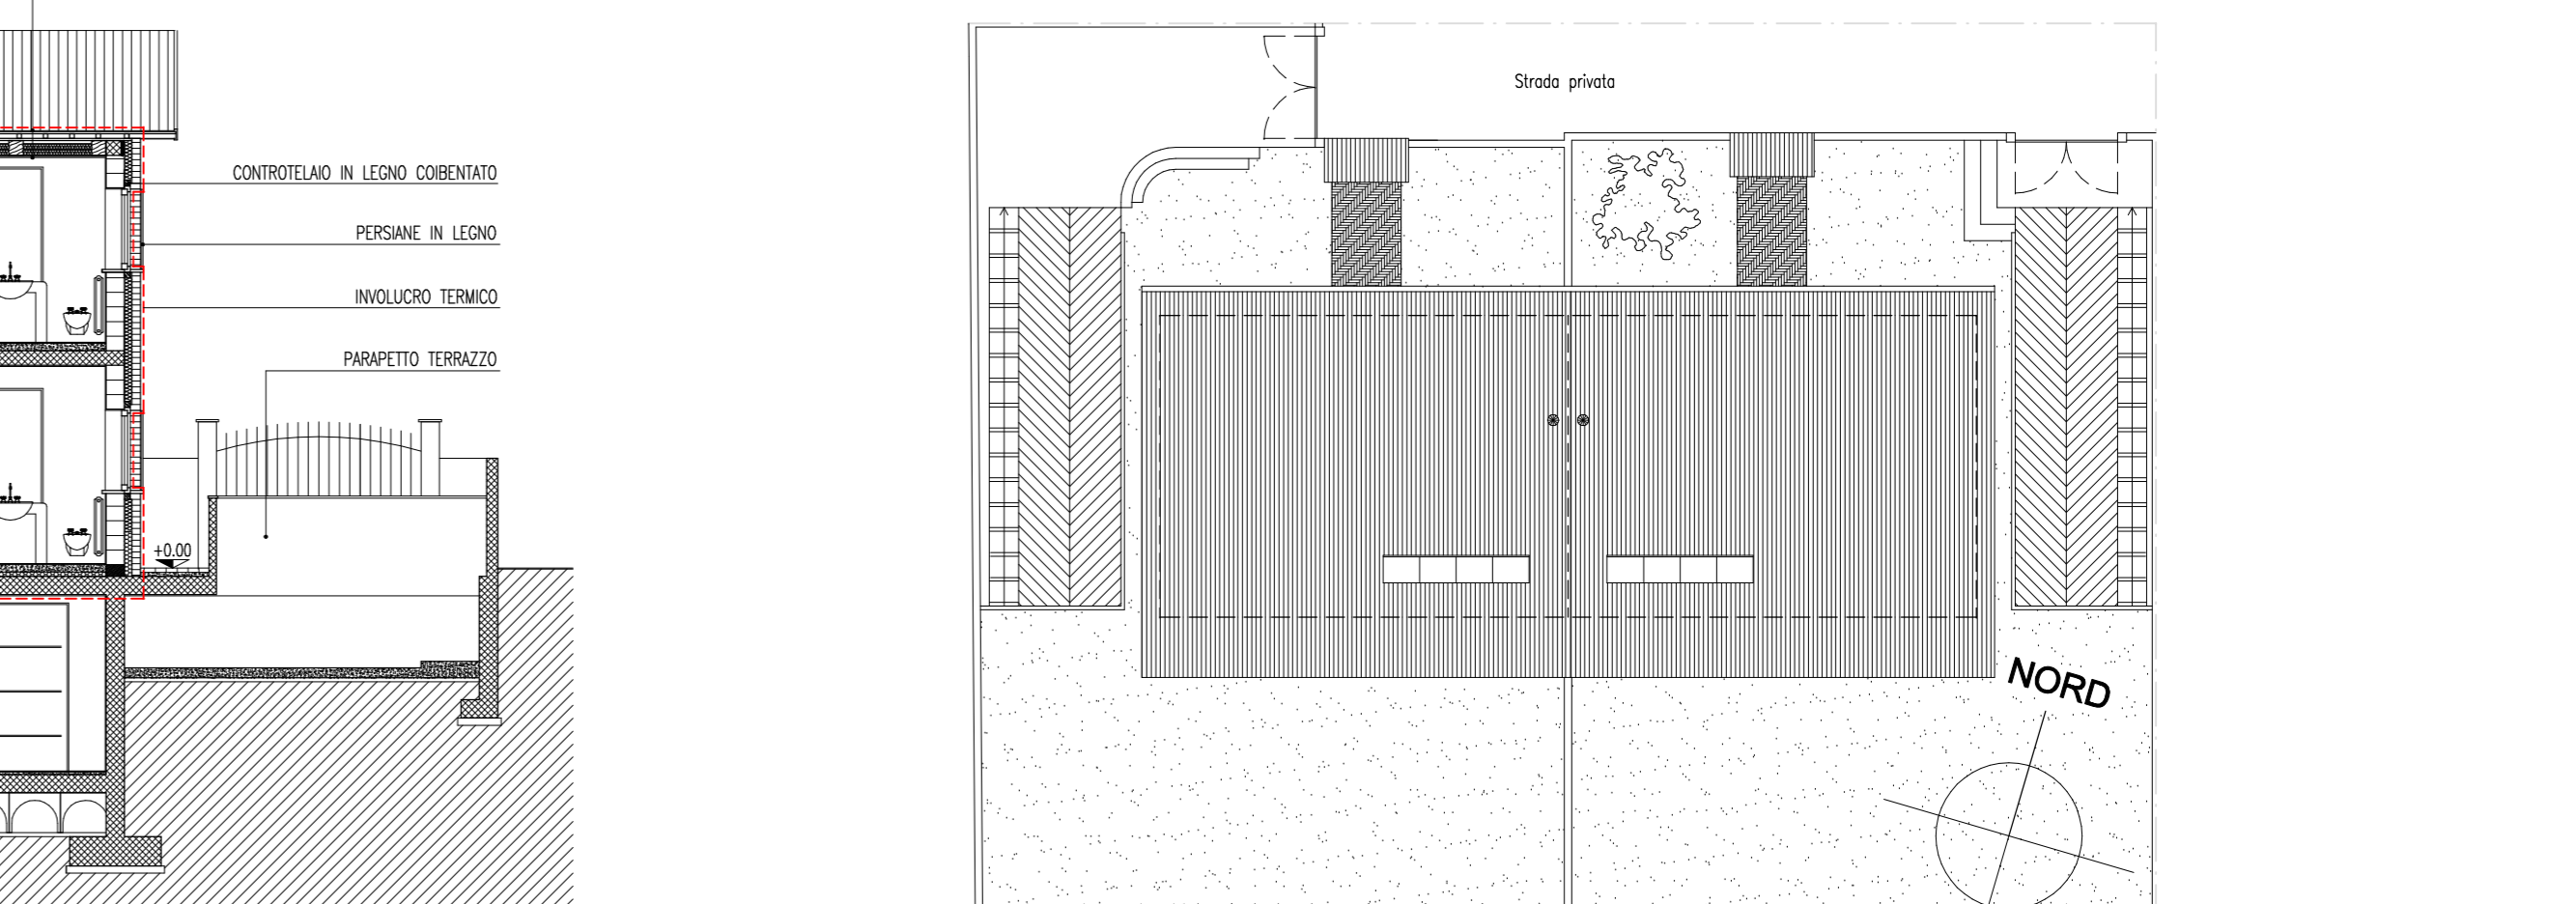 CONTROTELAIO IN LEGNO COIBENTATO
PERSIANE IN LEGNO
INVOLUCRO TERMICO
PARAPETTO TERRAZZO
+0.00
Strada privata
NORD